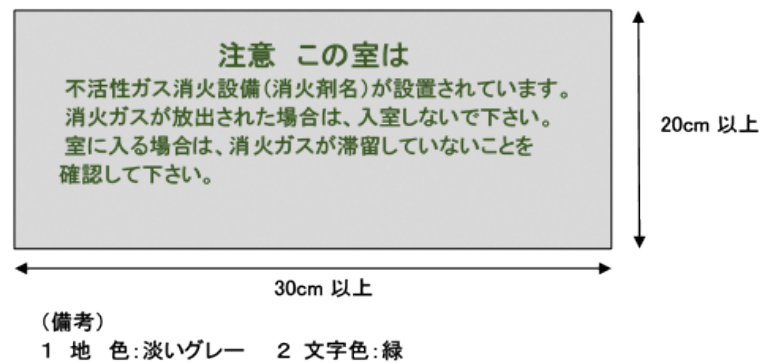 注意 この室は
不活性ガス消火設備(消火剤名)が設置されています。
消火ガスが放出された場合は、入室しないで下さい。
室に入る場合は、消火ガスが滞留していないことを
確認して下さい。
20cm 以上
30cm 以上
(備考)
1 地 色:淡いグレー 2 文字色:緑